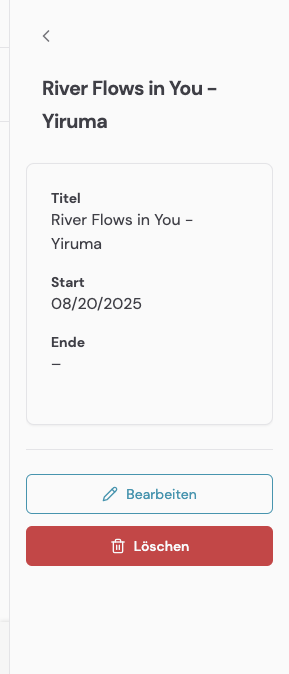 River Flows in You –
Yiruma
Titel
River Flows in You –
Yiruma
Start
08/20/2025
Ende
–
Bearbeiten
Löschen